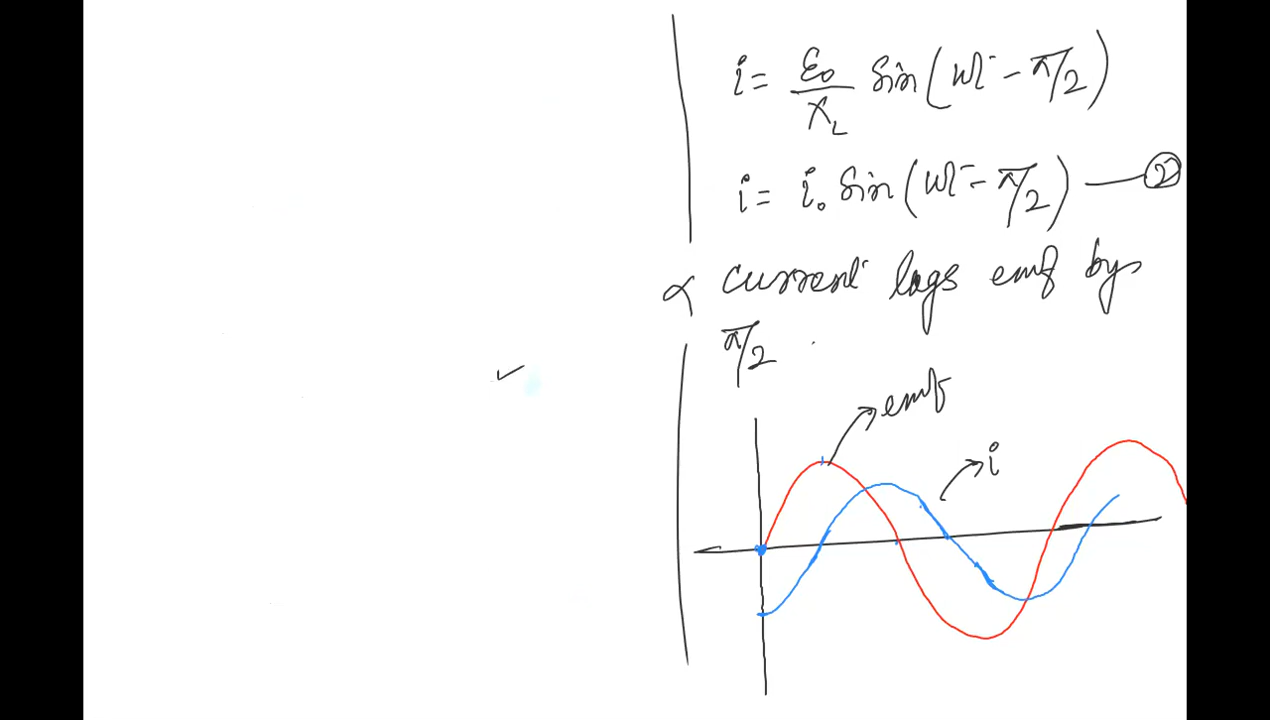 i = ε₀/X_L sin(ωt − π/2)
i = i₀ sin(ωt − π/2) — ②
∝ current lags emf by
π/2
emf
i